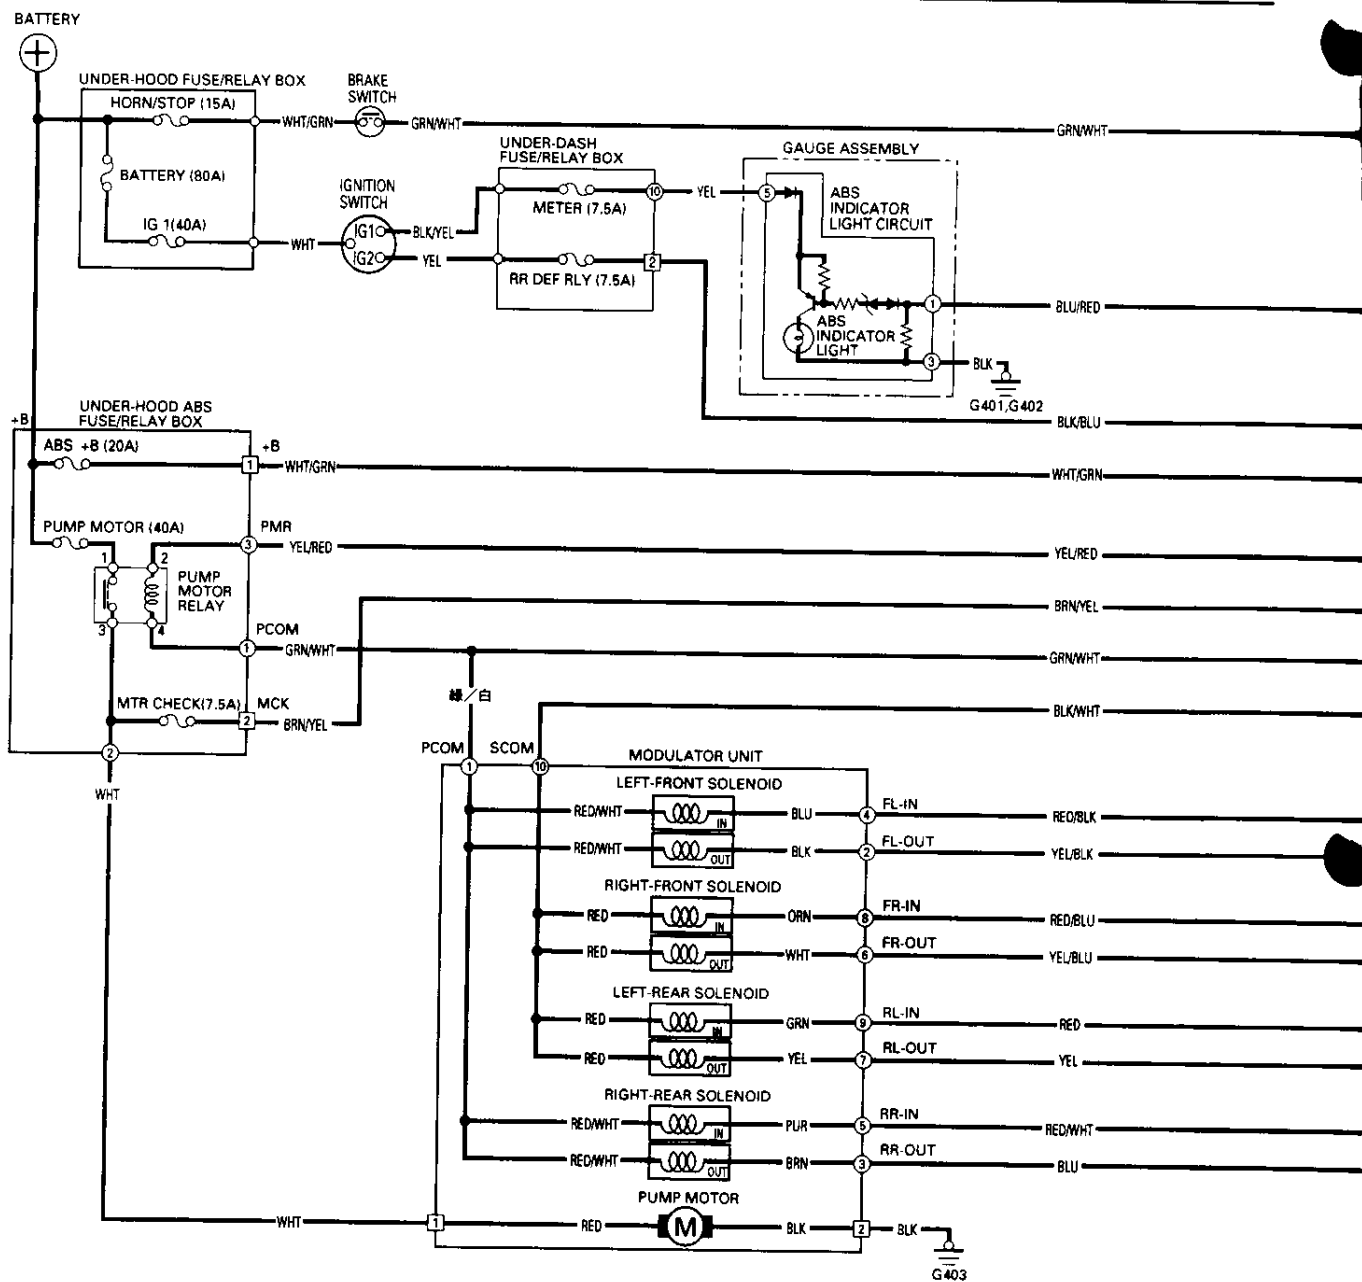 BATTERY
UNDER-HOOD FUSE/RELAY BOX
HORN/STOP (15A)
BATTERY (80A)
IG 1(40A)
WHT/GRN
BRAKE
SWITCH
GRN/WHT
GRN/WHT
IGNITION
SWITCH
WHT
IG1
IG2
BLK/YEL
YEL
UNDER-DASH
FUSE/RELAY BOX
METER (7.5A)
10
RR DEF RLY (7.5A)
2
YEL
GAUGE ASSEMBLY
5
ABS
INDICATOR
LIGHT CIRCUIT
ABS
INDICATOR
LIGHT
1
BLU/RED
3
BLK
G401,G402
BLK/BLU
UNDER-HOOD ABS
FUSE/RELAY BOX
+B
ABS +B (20A)
+B
1
WHT/GRN
WHT/GRN
PUMP MOTOR (40A)
PMR
3
YEL/RED
YEL/RED
1
2
PUMP
MOTOR
RELAY
3
4
BRN/YEL
PCOM
1
GRN/WHT
GRN/WHT
緑/白
MTR CHECK(7.5A)
MCK
2
BRN/YEL
BLK/WHT
2
WHT
PCOM
SCOM
1
10
MODULATOR UNIT
LEFT-FRONT SOLENOID
RED/WHT
IN
BLU
4
FL-IN
RED/BLK
RED/WHT
OUT
BLK
2
FL-OUT
YEL/BLK
RIGHT-FRONT SOLENOID
RED
IN
ORN
8
FR-IN
RED/BLU
RED
OUT
WHT
6
FR-OUT
YEL/BLU
LEFT-REAR SOLENOID
RED
IN
GRN
9
RL-IN
RED
RED
OUT
YEL
7
RL-OUT
YEL
RIGHT-REAR SOLENOID
RED/WHT
IN
PUR
5
RR-IN
RED/WHT
RED/WHT
OUT
BRN
3
RR-OUT
BLU
PUMP MOTOR
WHT
1
RED
M
BLK
2
BLK
G403